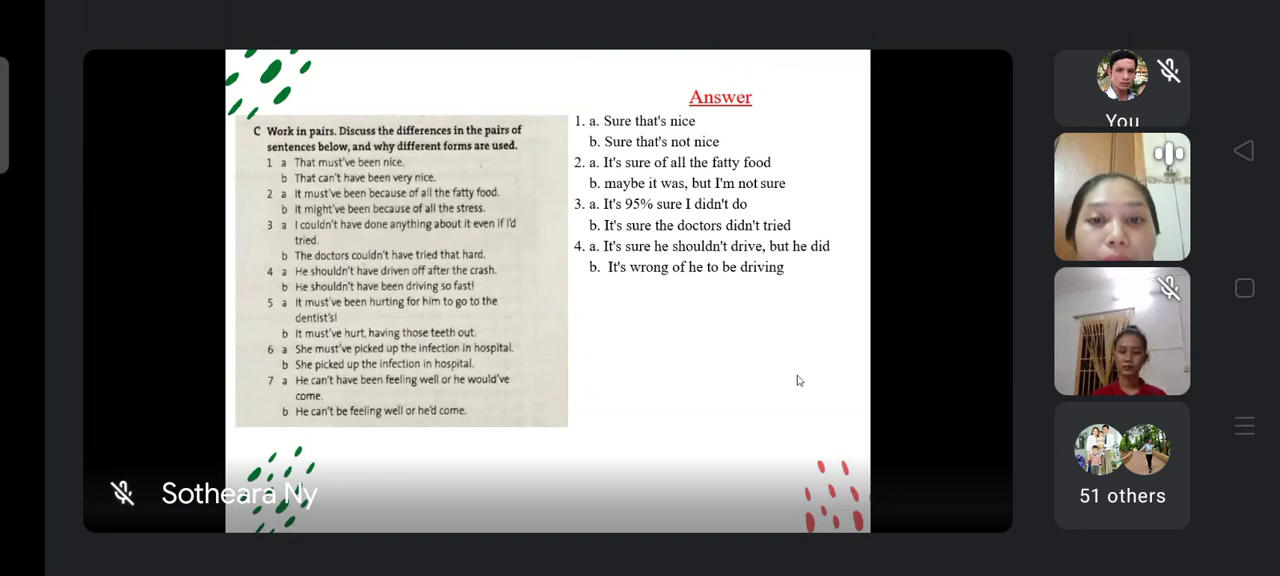 Answer
C Work in pairs. Discuss the differences in the pairs of
sentences below, and why different forms are used.
1 a That must've been nice.
b That can't have been very nice.
2 a It must've been because of all the fatty food.
b It might've been because of all the stress.
3 a I couldn't have done anything about it even if I'd
tried.
b The doctors couldn't have tried that hard.
4 a He shouldn't have driven off after the crash.
b He shouldn't have been driving so fast!
5 a It must've been hurting for him to go to the
dentist's!
b It must've hurt, having those teeth out.
6 a She must've picked up the infection in hospital.
b She picked up the infection in hospital.
7 a He can't have been feeling well or he would've
come.
b He can't be feeling well or he'd come.
1. a. Sure that's nice
b. Sure that's not nice
2. a. It's sure of all the fatty food
b. maybe it was, but I'm not sure
3. a. It's 95% sure I didn't do
b. It's sure the doctors didn't tried
4. a. It's sure he shouldn't drive, but he did
b. It's wrong of he to be driving
Sotheara Ny
You
51 others